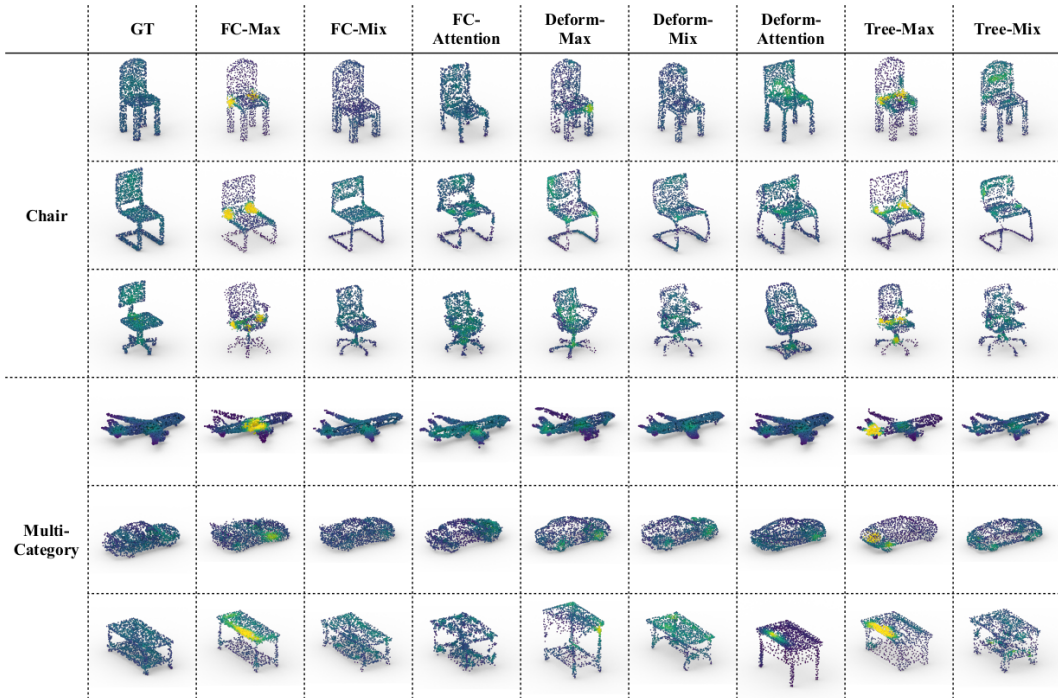 GT FC-Max FC-Mix FC- Deform- Deform- Deform- Tree-Max Tree-Mix
Attention Max Mix Attention
Chair
Multi-
Category